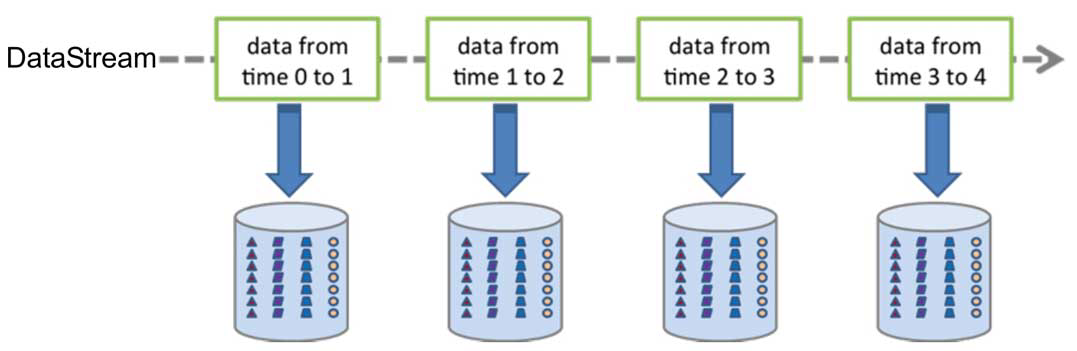 DataStream
data from
time 0 to 1
data from
time 1 to 2
data from
time 2 to 3
data from
time 3 to 4